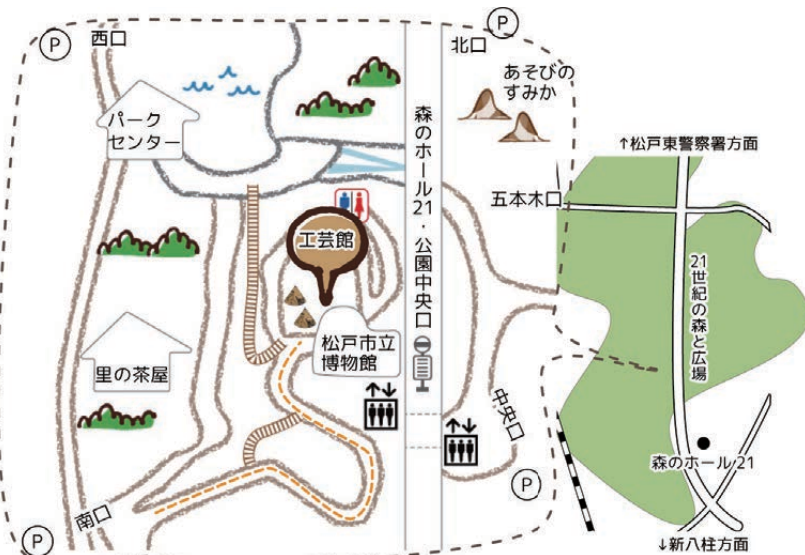 P
西口
P
北口
あそびの
すみか
パーク
センター
森のホール21・公園中央口
↑松戸東警察署方面
五本木口
工芸館
21世紀の森と広場
松戸市立
博物館
里の茶屋
中央口
森のホール21
南口
P
P
↓新八柱方面